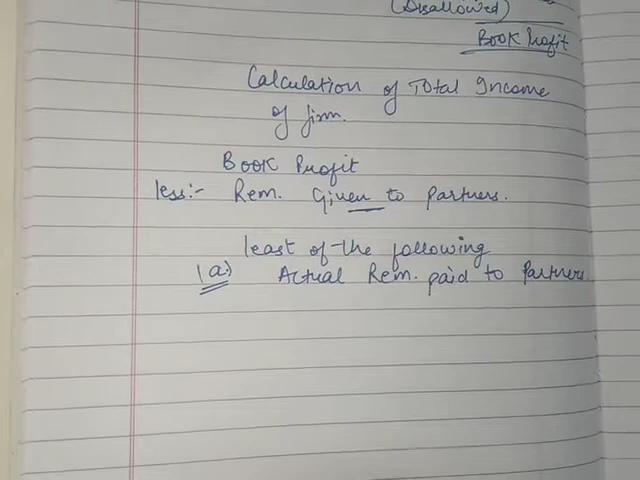 (Disallowed)
Book Profit
Calculation of Total Income
of firm.
Book Profit
less:- Rem. Given to partners.
least of the following
(a) Actual Rem. paid to Partners